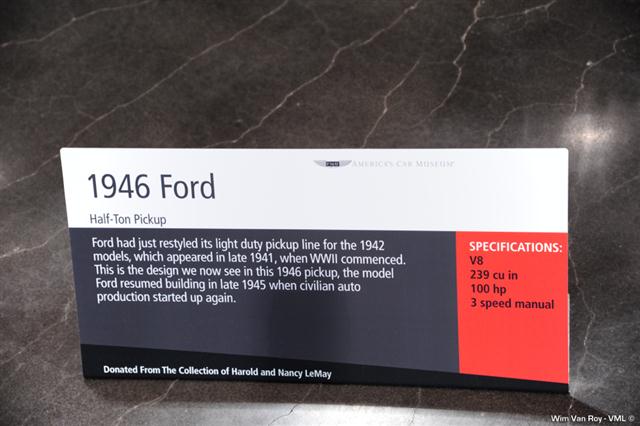 AMERICA'S CAR MUSEUM
1946 Ford
Half-Ton Pickup
Ford had just restyled its light duty pickup line for the 1942
models, which appeared in late 1941, when WWII commenced.
This is the design we now see in this 1946 pickup, the model
Ford resumed building in late 1945 when civilian auto
production started up again.
SPECIFICATIONS:
V8
239 cu in
100 hp
3 speed manual
Donated From The Collection of Harold and Nancy LeMay
Wim Van Roy - VML ©